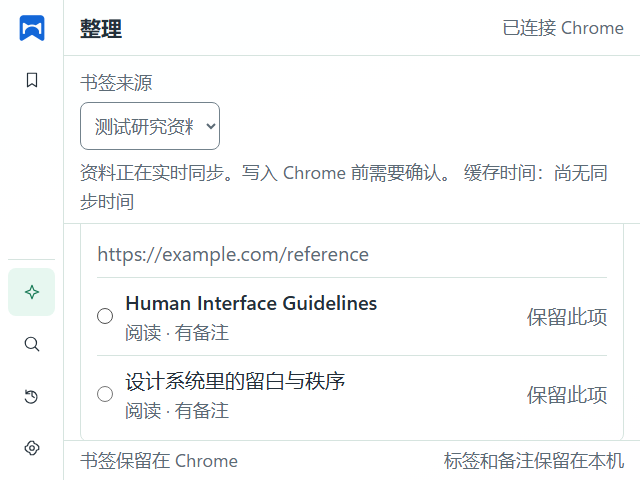 整理
已连接 Chrome
书签来源
测试研究资料
资料正在实时同步。写入 Chrome 前需要确认。 缓存时间：尚无同
步时间
https://example.com/reference
Human Interface Guidelines
阅读 · 有备注
保留此项
设计系统里的留白与秩序
阅读 · 有备注
保留此项
书签保留在 Chrome
标签和备注保留在本机